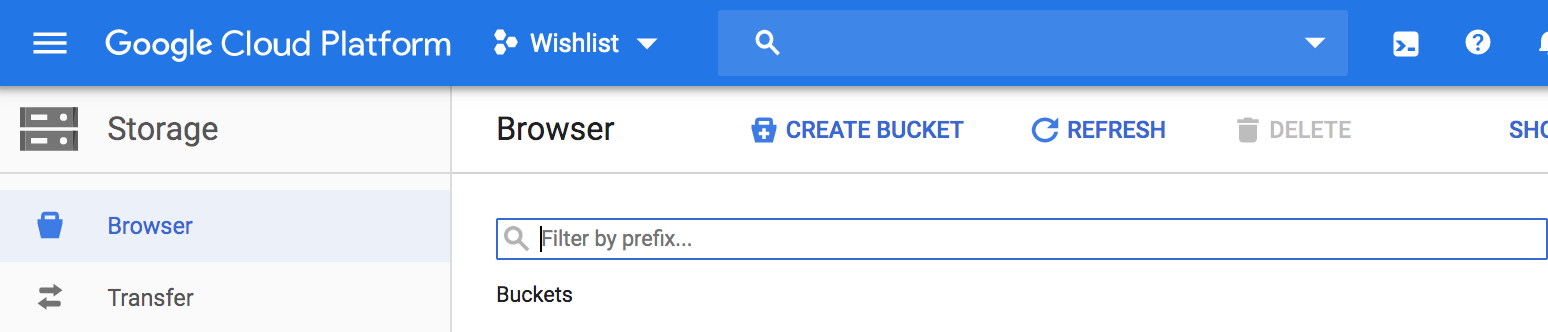 Google Cloud Platform Wishlist
Storage
Browser CREATE BUCKET REFRESH DELETE
Browser
Filter by prefix...
Transfer
Buckets